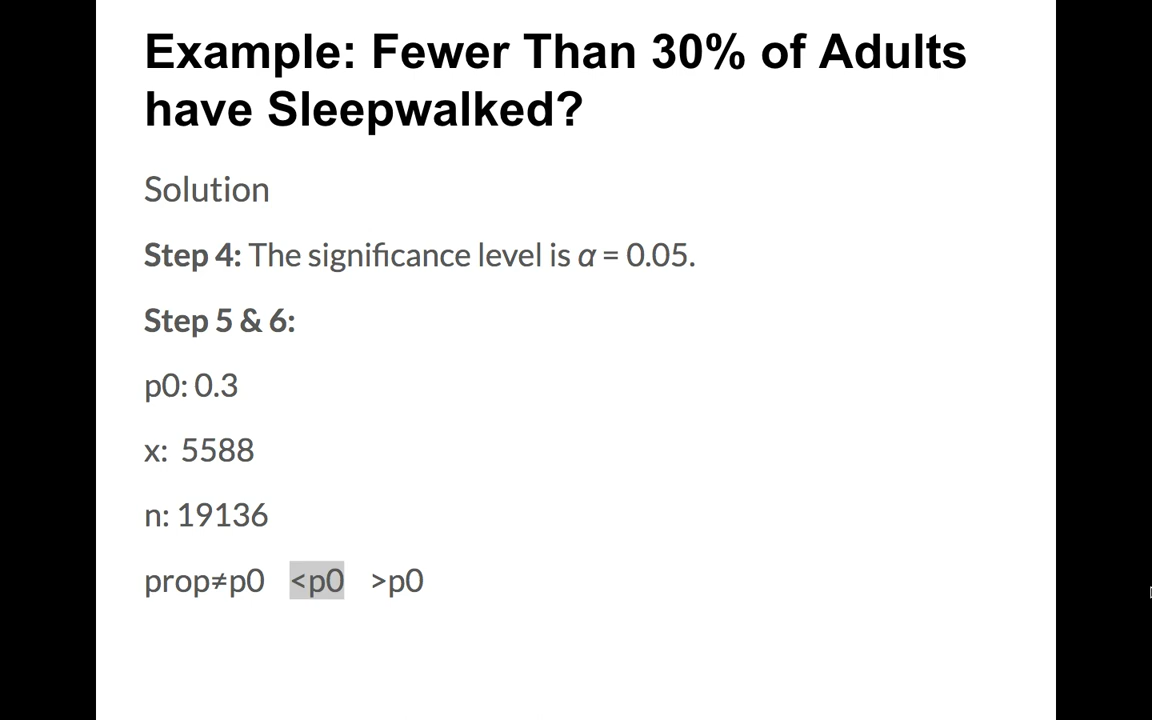 Example: Fewer Than 30% of Adults
have Sleepwalked?
Solution
Step 4: The significance level is α = 0.05.
Step 5 & 6:
p0: 0.3
x: 5588
n: 19136
prop≠p0 <p0 >p0